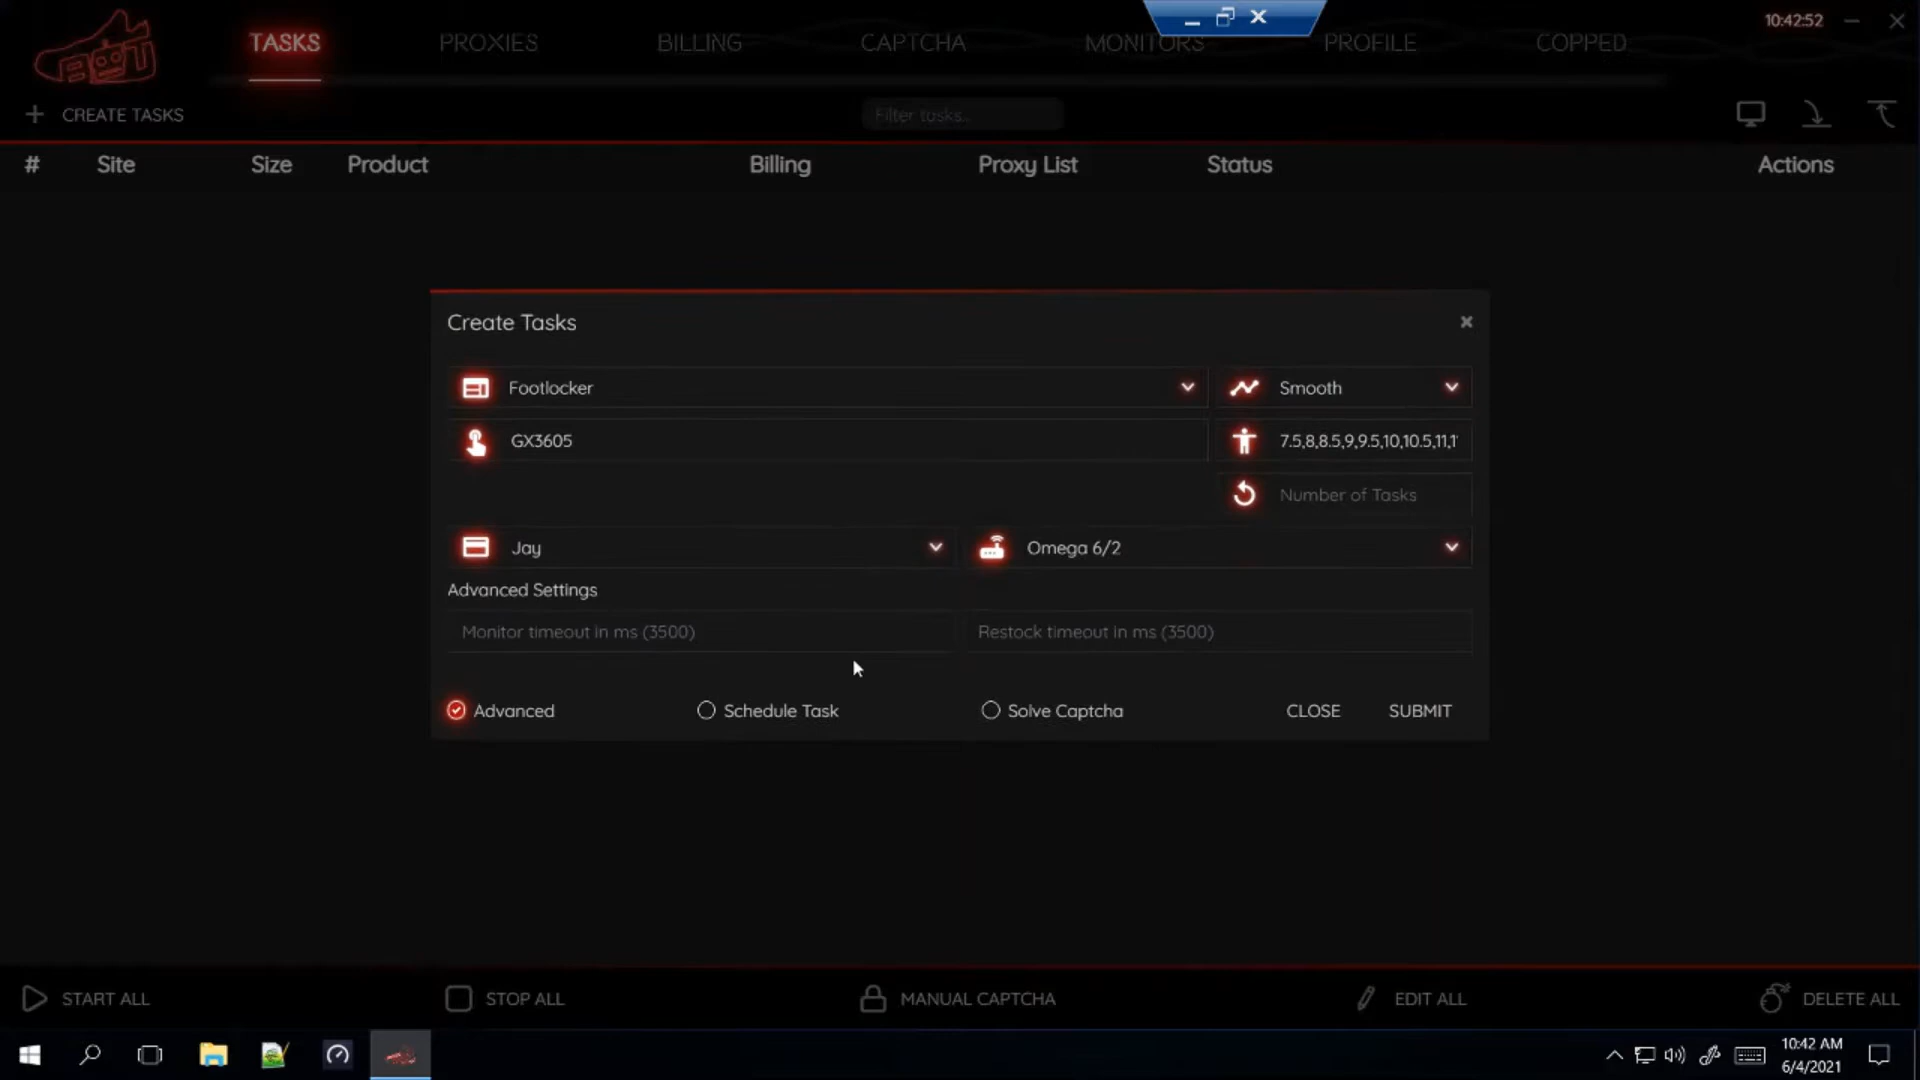 BOT
TASKS
PROXIES
BILLING
CAPTCHA
MONITORS
PROFILE
COPPED
10:42:52
CREATE TASKS
Filter tasks..
# Site Size Product Billing Proxy List Status Actions
Create Tasks
Footlocker
Smooth
GX3605
7.5,8,8.5,9,9.5,10,10.5,11,1
Number of Tasks
Jay
Omega 6/2
Advanced Settings
Monitor timeout in ms (3500)
Restock timeout in ms (3500)
Advanced
Schedule Task
Solve Captcha
CLOSE
SUBMIT
START ALL
STOP ALL
MANUAL CAPTCHA
EDIT ALL
DELETE ALL
10:42 AM
6/4/2021